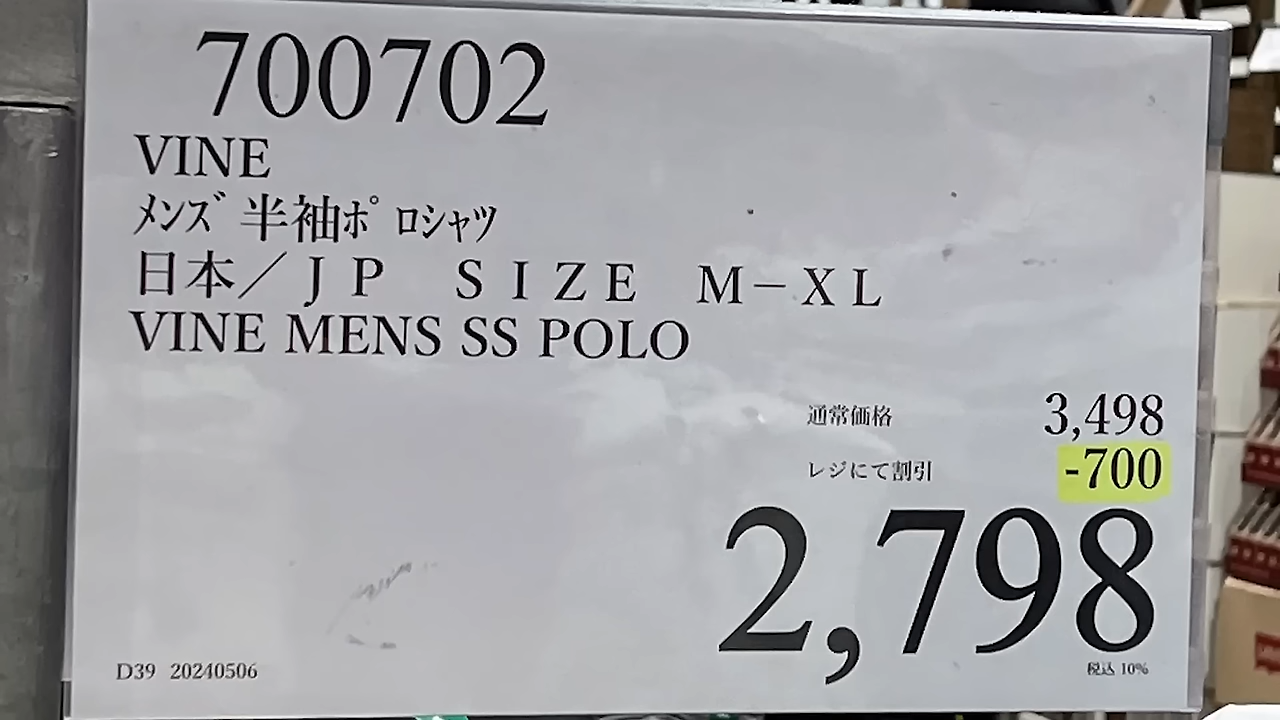 700702
VINE
ﾒﾝｽﾞ半袖ﾎﾟﾛｼｬﾂ
日本／ＪＰ　ＳＩＺＥ　Ｍ－ＸＬ
VINE MENS SS POLO
通常価格 3,498
レジにて割引 -700
2,798
税込 10%
D39 20240506